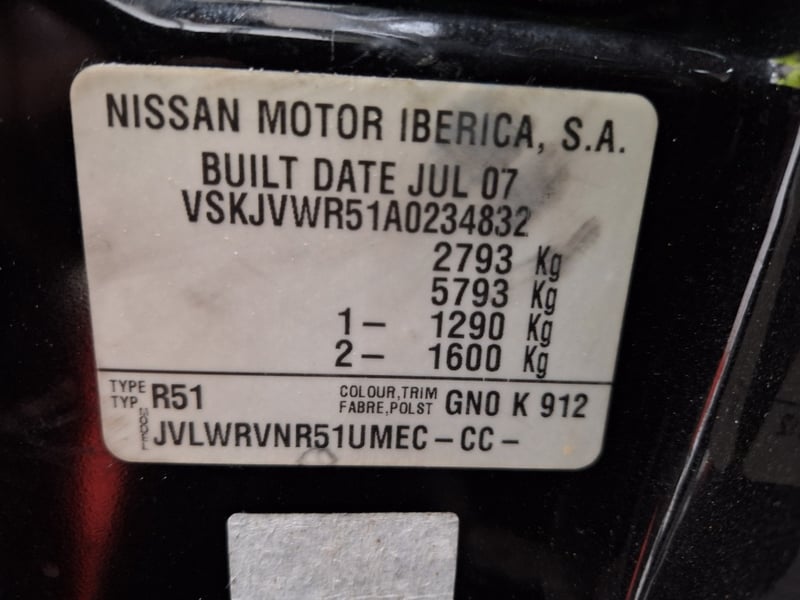 NISSAN MOTOR IBERICA, S.A.
BUILT DATE JUL 07
VSKJVWR51A0234832
2793 Kg
5793 Kg
1- 1290 Kg
2- 1600 Kg
TYPE
TYP. R51
COLOUR,TRIM
FABRE,POLST GN0 K 912
MODEL JVLWRVNR51UMEC-CC-